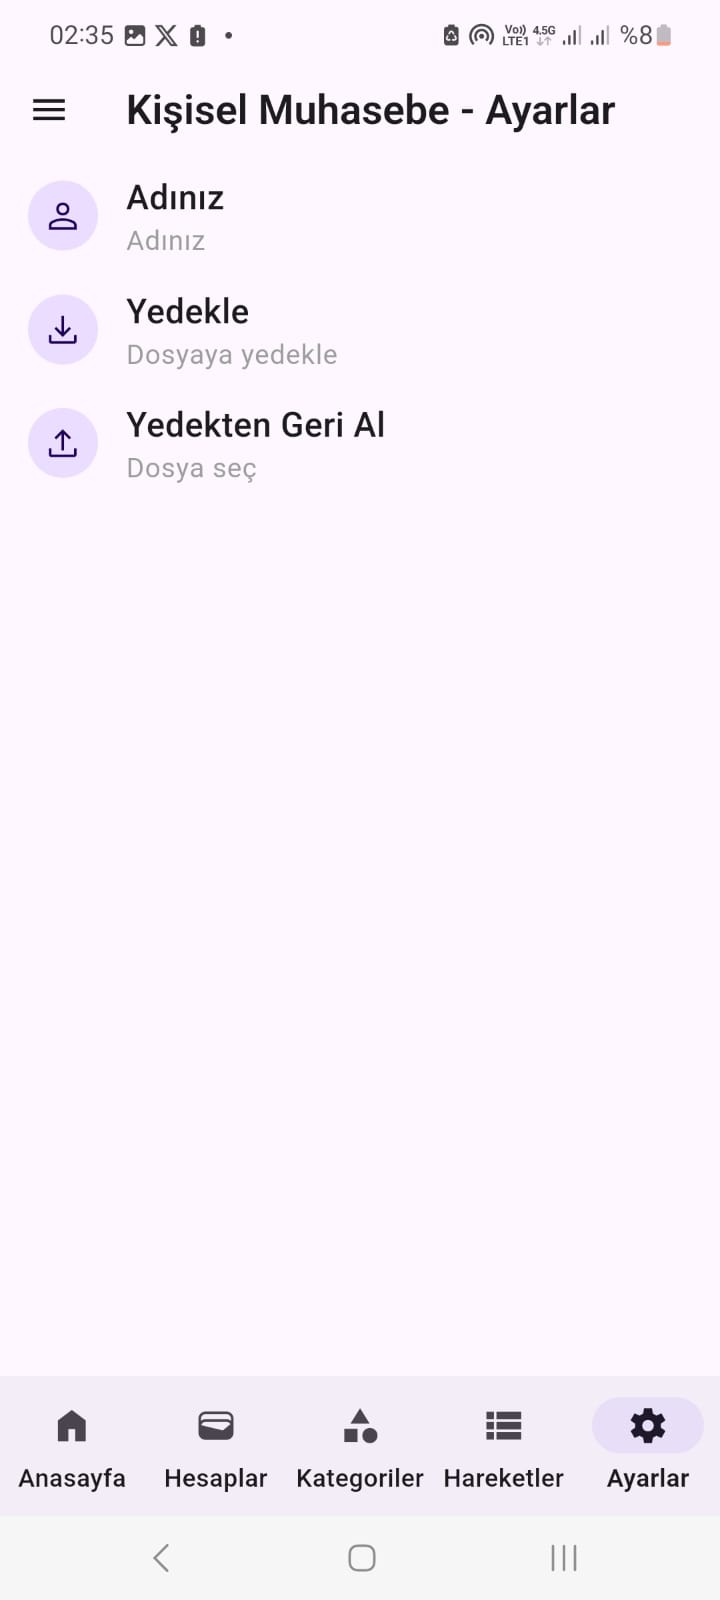 02:35
Vo)) LTE1 4.5G %8
Kişisel Muhasebe - Ayarlar
Adınız
Adınız
Yedekle
Dosyaya yedekle
Yedekten Geri Al
Dosya seç
Anasayfa Hesaplar Kategoriler Hareketler Ayarlar